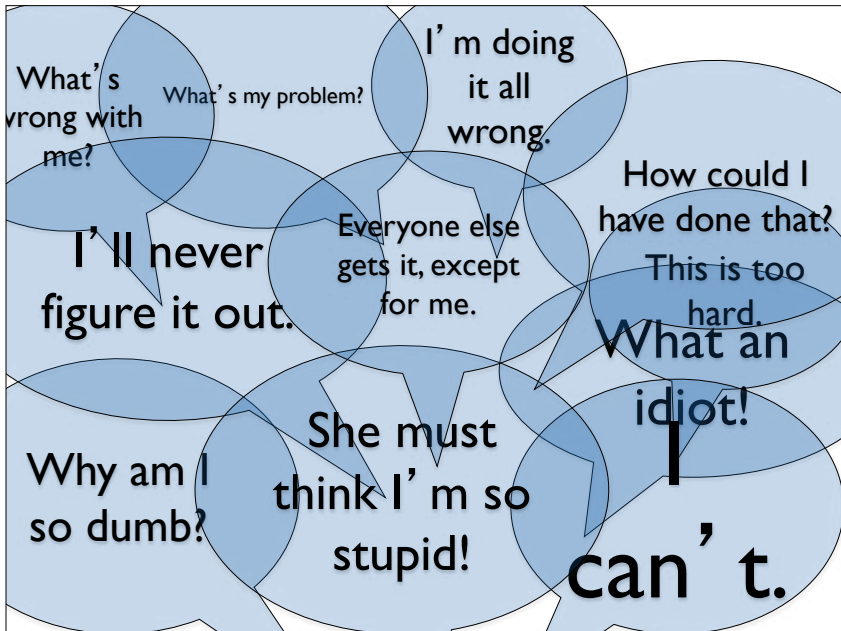 What's
wrong with
me?
What's my problem?
I'm doing
it all
wrong.
How could I
have done that?
This is too
hard.
I'll never
figure it out.
Everyone else
gets it, except
for me.
What an
idiot!
Why am I
so dumb?
She must
think I'm so
stupid!
I
can't.